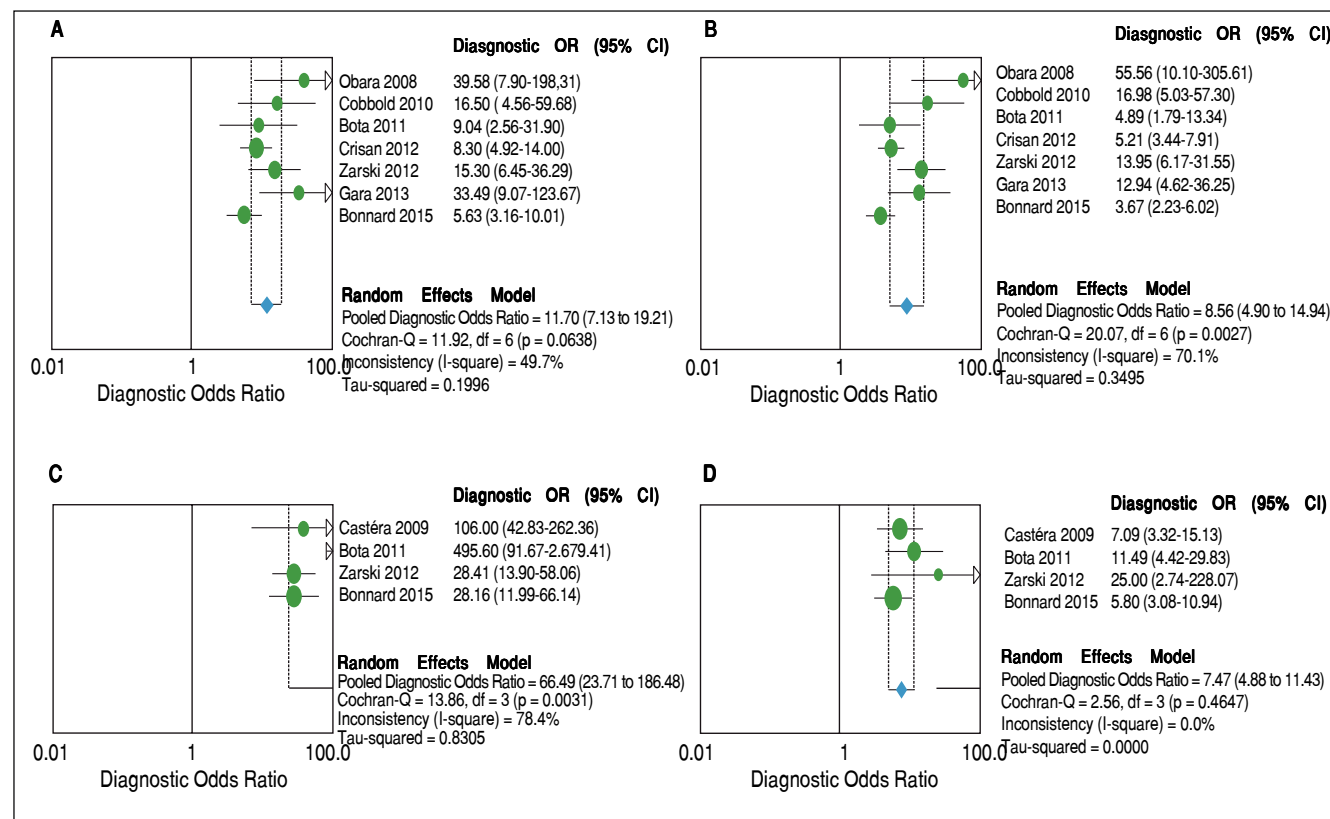 A
Diasgnostic OR (95% CI)
Obara 2008 39.58 (7.90-198,31)
Cobbold 2010 16.50 ( 4.56-59.68)
Bota 2011 9.04 (2.56-31.90)
Crisan 2012 8.30 (4.92-14.00)
Zarski 2012 15.30 (6.45-36.29)
Gara 2013 33.49 (9.07-123.67)
Bonnard 2015 5.63 (3.16-10.01)
Random Effects Model
Pooled Diagnostic Odds Ratio = 11.70 (7.13 to 19.21)
Cochran-Q = 11.92, df = 6 (p = 0.0638)
Inconsistency (I-square) = 49.7%
Tau-squared = 0.1996
0.01 1 100.0
Diagnostic Odds Ratio
B
Diasgnostic OR (95% CI)
Obara 2008 55.56 (10.10-305.61)
Cobbold 2010 16.98 (5.03-57.30)
Bota 2011 4.89 (1.79-13.34)
Crisan 2012 5.21 (3.44-7.91)
Zarski 2012 13.95 (6.17-31.55)
Gara 2013 12.94 (4.62-36.25)
Bonnard 2015 3.67 (2.23-6.02)
Random Effects Model
Pooled Diagnostic Odds Ratio = 8.56 (4.90 to 14.94)
Cochran-Q = 20.07, df = 6 (p = 0.0027)
Inconsistency (I-square) = 70.1%
Tau-squared = 0.3495
0.01 1 100.0
Diagnostic Odds Ratio
C
Diagnostic OR (95% CI)
Castéra 2009 106.00 (42.83-262.36)
Bota 2011 495.60 (91.67-2.679.41)
Zarski 2012 28.41 (13.90-58.06)
Bonnard 2015 28.16 (11.99-66.14)
Random Effects Model
Pooled Diagnostic Odds Ratio = 66.49 (23.71 to 186.48)
Cochran-Q = 13.86, df = 3 (p = 0.0031)
Inconsistency (I-square) = 78.4%
Tau-squared = 0.8305
0.01 1 100.0
Diagnostic Odds Ratio
D
Diasgnostic OR (95% CI)
Castéra 2009 7.09 (3.32-15.13)
Bota 2011 11.49 (4.42-29.83)
Zarski 2012 25.00 (2.74-228.07)
Bonnard 2015 5.80 (3.08-10.94)
Random Effects Model
Pooled Diagnostic Odds Ratio = 7.47 (4.88 to 11.43)
Cochran-Q = 2.56, df = 3 (p = 0.4647)
Inconsistency (I-square) = 0.0%
Tau-squared = 0.0000
0.01 1 100.0
Diagnostic Odds Ratio